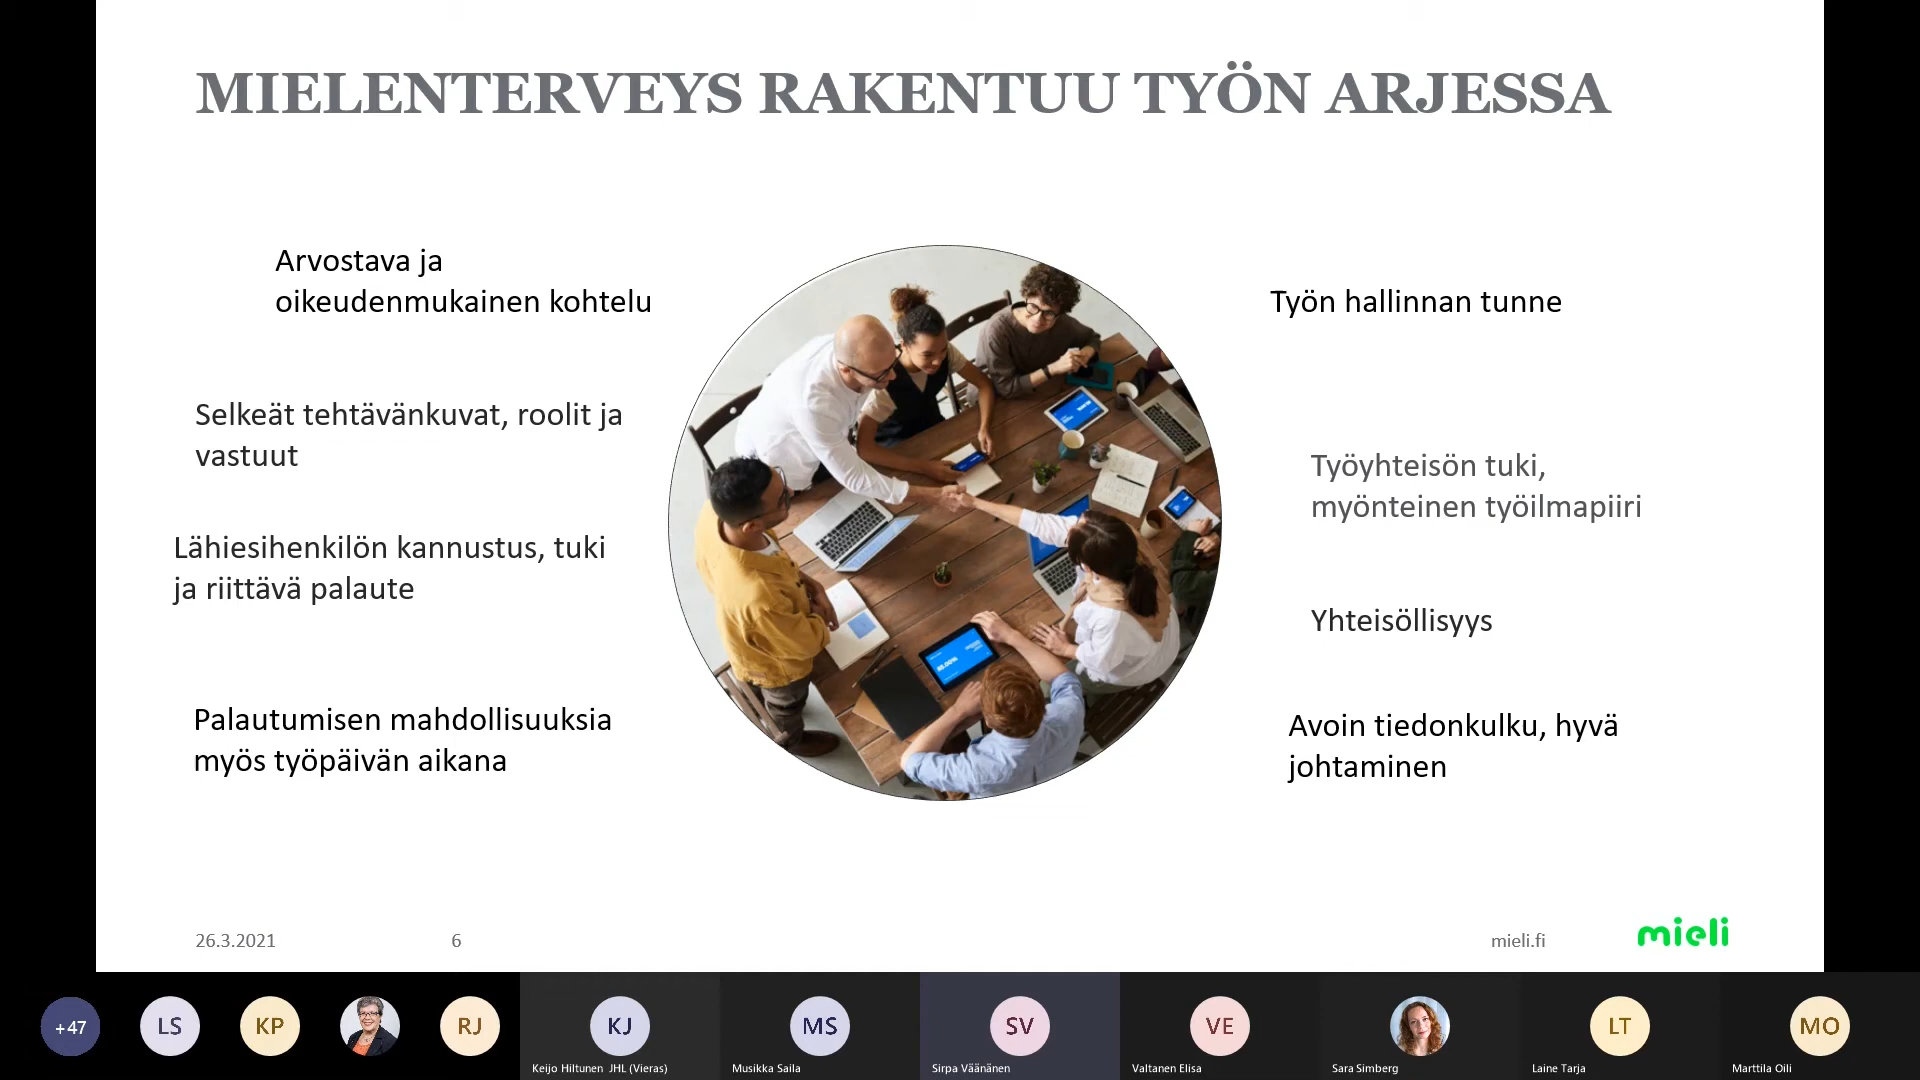 MIELENTERVEYS RAKENTUU TYÖN ARJESSA
Arvostava ja
oikeudenmukainen kohtelu
Selkeät tehtävänkuvat, roolit ja
vastuut
Lähiesihenkilön kannustus, tuki
ja riittävä palaute
Palautumisen mahdollisuuksia
myös työpäivän aikana
Työn hallinnan tunne
Työyhteisön tuki,
myönteinen työilmapiiri
Yhteisöllisyys
Avoin tiedonkulku, hyvä
johtaminen
26.3.2021
6
mieli.fi
mieli
+47
LS
KP
RJ
KJ
Keijo Hiltunen JHL (Vieras)
MS
Musikka Saila
SV
Sirpa Väänänen
VE
Valtanen Elisa
Sara Simberg
LT
Laine Tarja
MO
Marttila Oili